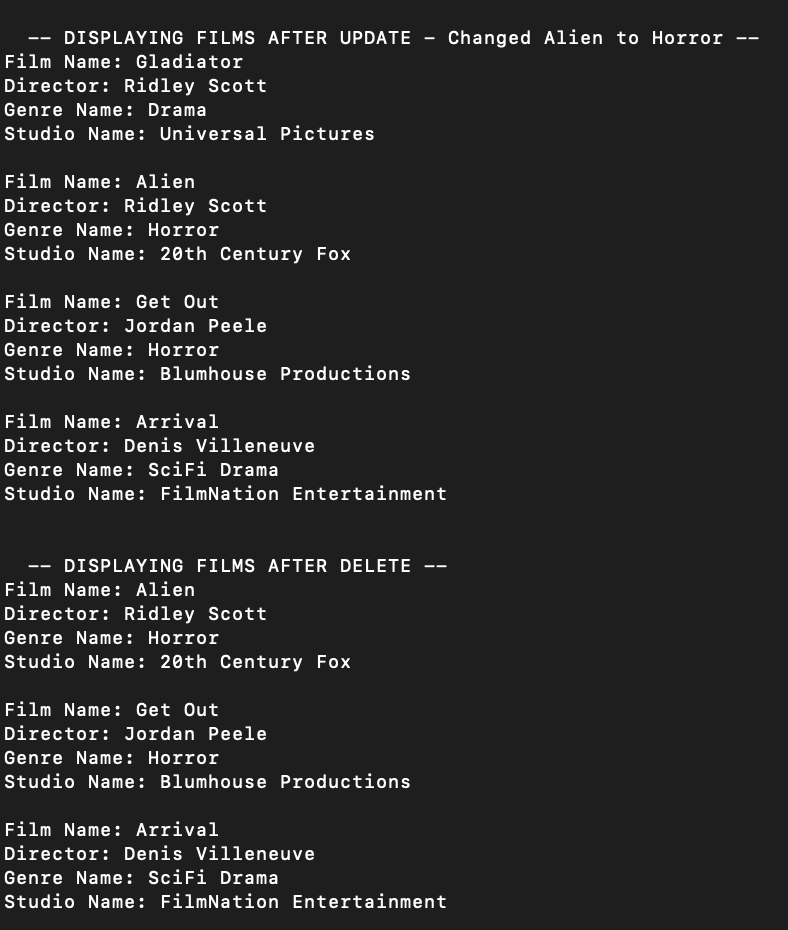 -- DISPLAYING FILMS AFTER UPDATE - Changed Alien to Horror --
Film Name: Gladiator
Director: Ridley Scott
Genre Name: Drama
Studio Name: Universal Pictures

Film Name: Alien
Director: Ridley Scott
Genre Name: Horror
Studio Name: 20th Century Fox

Film Name: Get Out
Director: Jordan Peele
Genre Name: Horror
Studio Name: Blumhouse Productions

Film Name: Arrival
Director: Denis Villeneuve
Genre Name: SciFi Drama
Studio Name: FilmNation Entertainment

-- DISPLAYING FILMS AFTER DELETE --
Film Name: Alien
Director: Ridley Scott
Genre Name: Horror
Studio Name: 20th Century Fox

Film Name: Get Out
Director: Jordan Peele
Genre Name: Horror
Studio Name: Blumhouse Productions

Film Name: Arrival
Director: Denis Villeneuve
Genre Name: SciFi Drama
Studio Name: FilmNation Entertainment